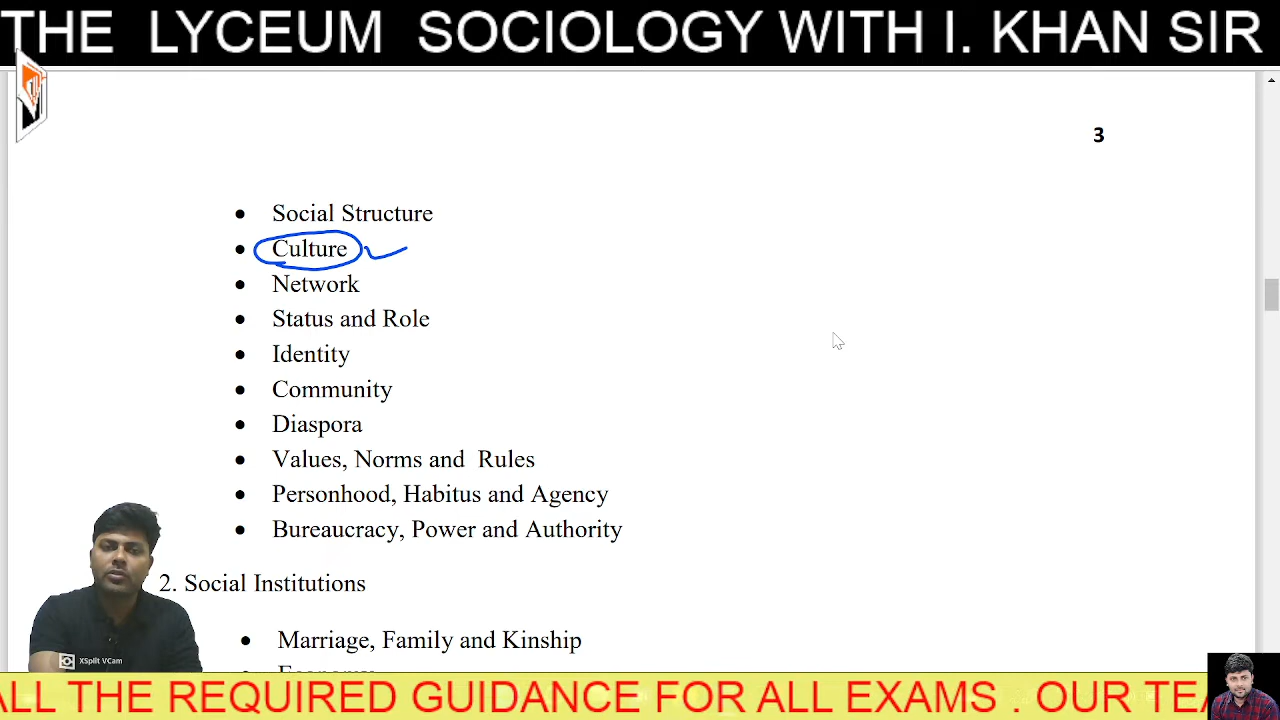 THE LYCEUM SOCIOLOGY WITH I. KHAN SIR
3
• Social Structure
• Culture
• Network
• Status and Role
• Identity
• Community
• Diaspora
• Values, Norms and Rules
• Personhood, Habitus and Agency
• Bureaucracy, Power and Authority
2. Social Institutions
• Marriage, Family and Kinship
XSplit VCam
ALL THE REQUIRED GUIDANCE FOR ALL EXAMS . OUR